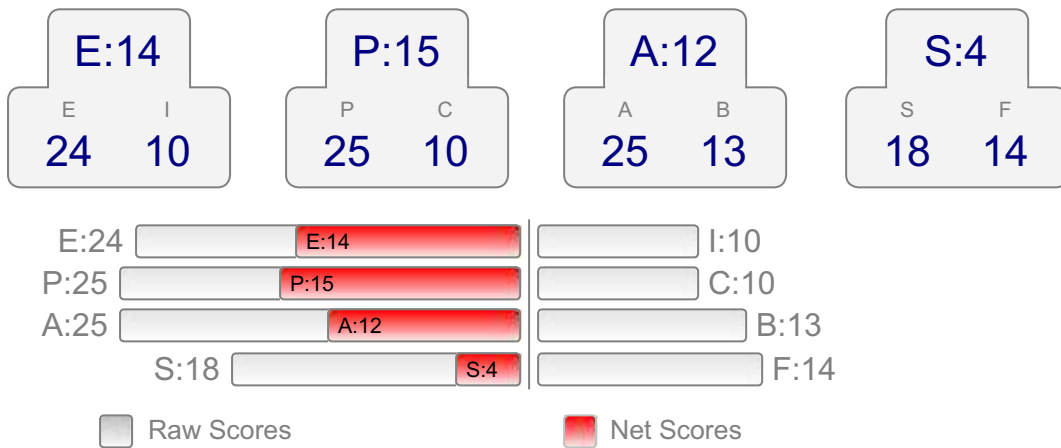 E:14 P:15 A:12 S:4
E I P C A B S F
24 10 25 10 25 13 18 14
E:24 E:14 I:10
P:25 P:15 C:10
A:25 A:12 B:13
S:18 S:4 F:14
Raw Scores Net Scores